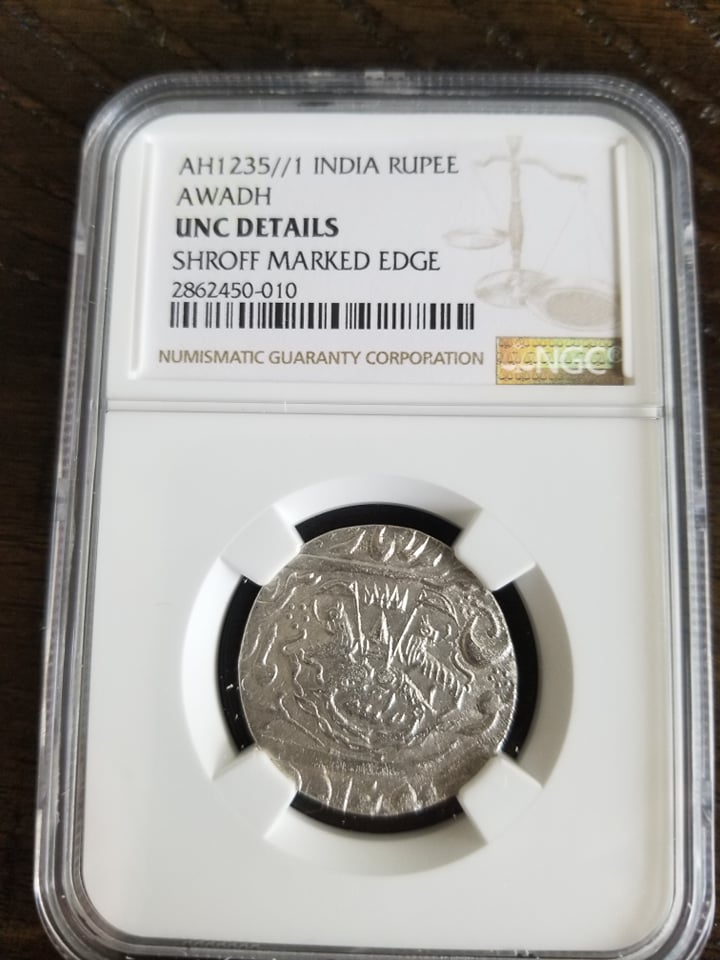 AH1235//1 INDIA RUPEE
AWADH
UNC DETAILS
SHROFF MARKED EDGE
2862450-010
NUMISMATIC GUARANTY CORPORATION
NGC®